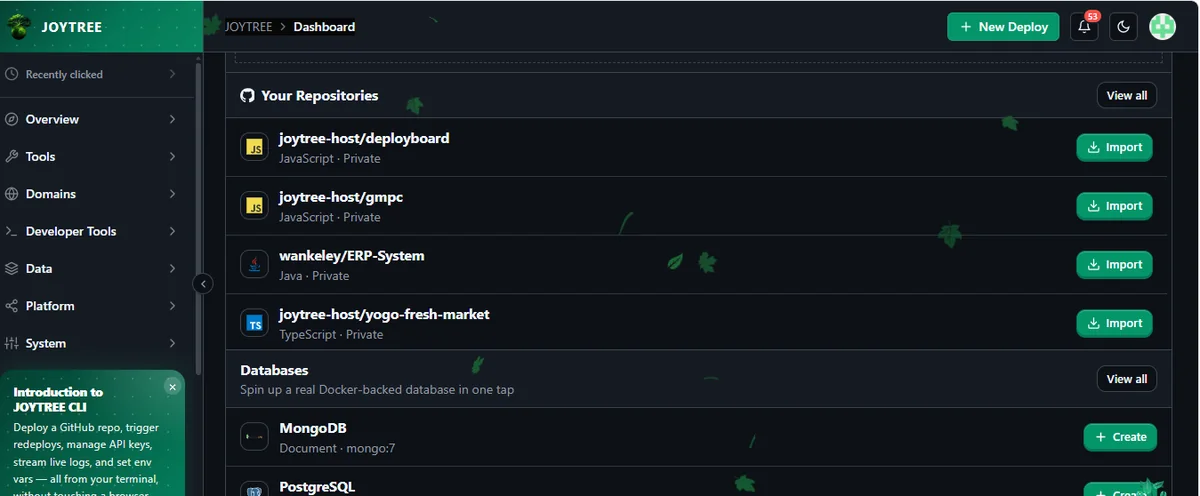 JOYTREE
JOYTREE > Dashboard
+ New Deploy
53
Recently clicked
Overview
Tools
Domains
Developer Tools
Data
Platform
System
Introduction to
JOYTREE CLI
Deploy a GitHub repo, trigger
redeploys, manage API keys,
stream live logs, and set env
vars — all from your terminal,
without touching a browser
Your Repositories
View all
JS
joytree-host/deployboard
JavaScript · Private
Import
JS
joytree-host/gmpc
JavaScript · Private
Import
wankeley/ERP-System
Java · Private
Import
TS
joytree-host/yogo-fresh-market
TypeScript · Private
Import
Databases
Spin up a real Docker-backed database in one tap
View all
MongoDB
Document · mongo:7
+ Create
PostgreSQL
+ Create